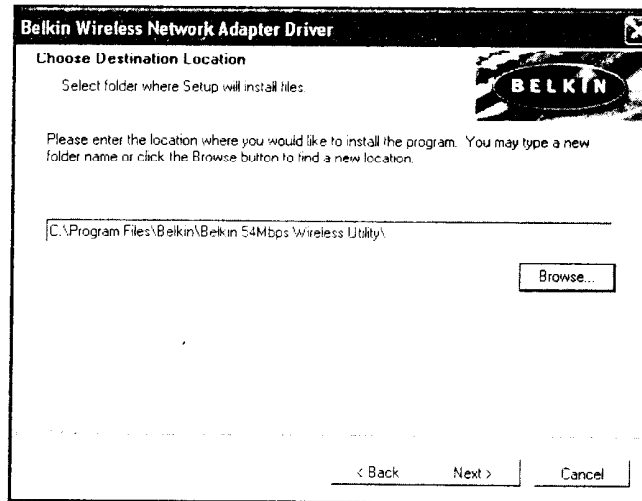 Belkin Wireless Network Adapter Driver
Choose Destination Location
Select folder where Setup will install files.
BELKIN
Please enter the location where you would like to install the program. You may type a new
folder name or click the Browse button to find a new location.
C:\Program Files\Belkin\Belkin 54Mbps Wireless Utility\
Browse...
< Back
Next >
Cancel